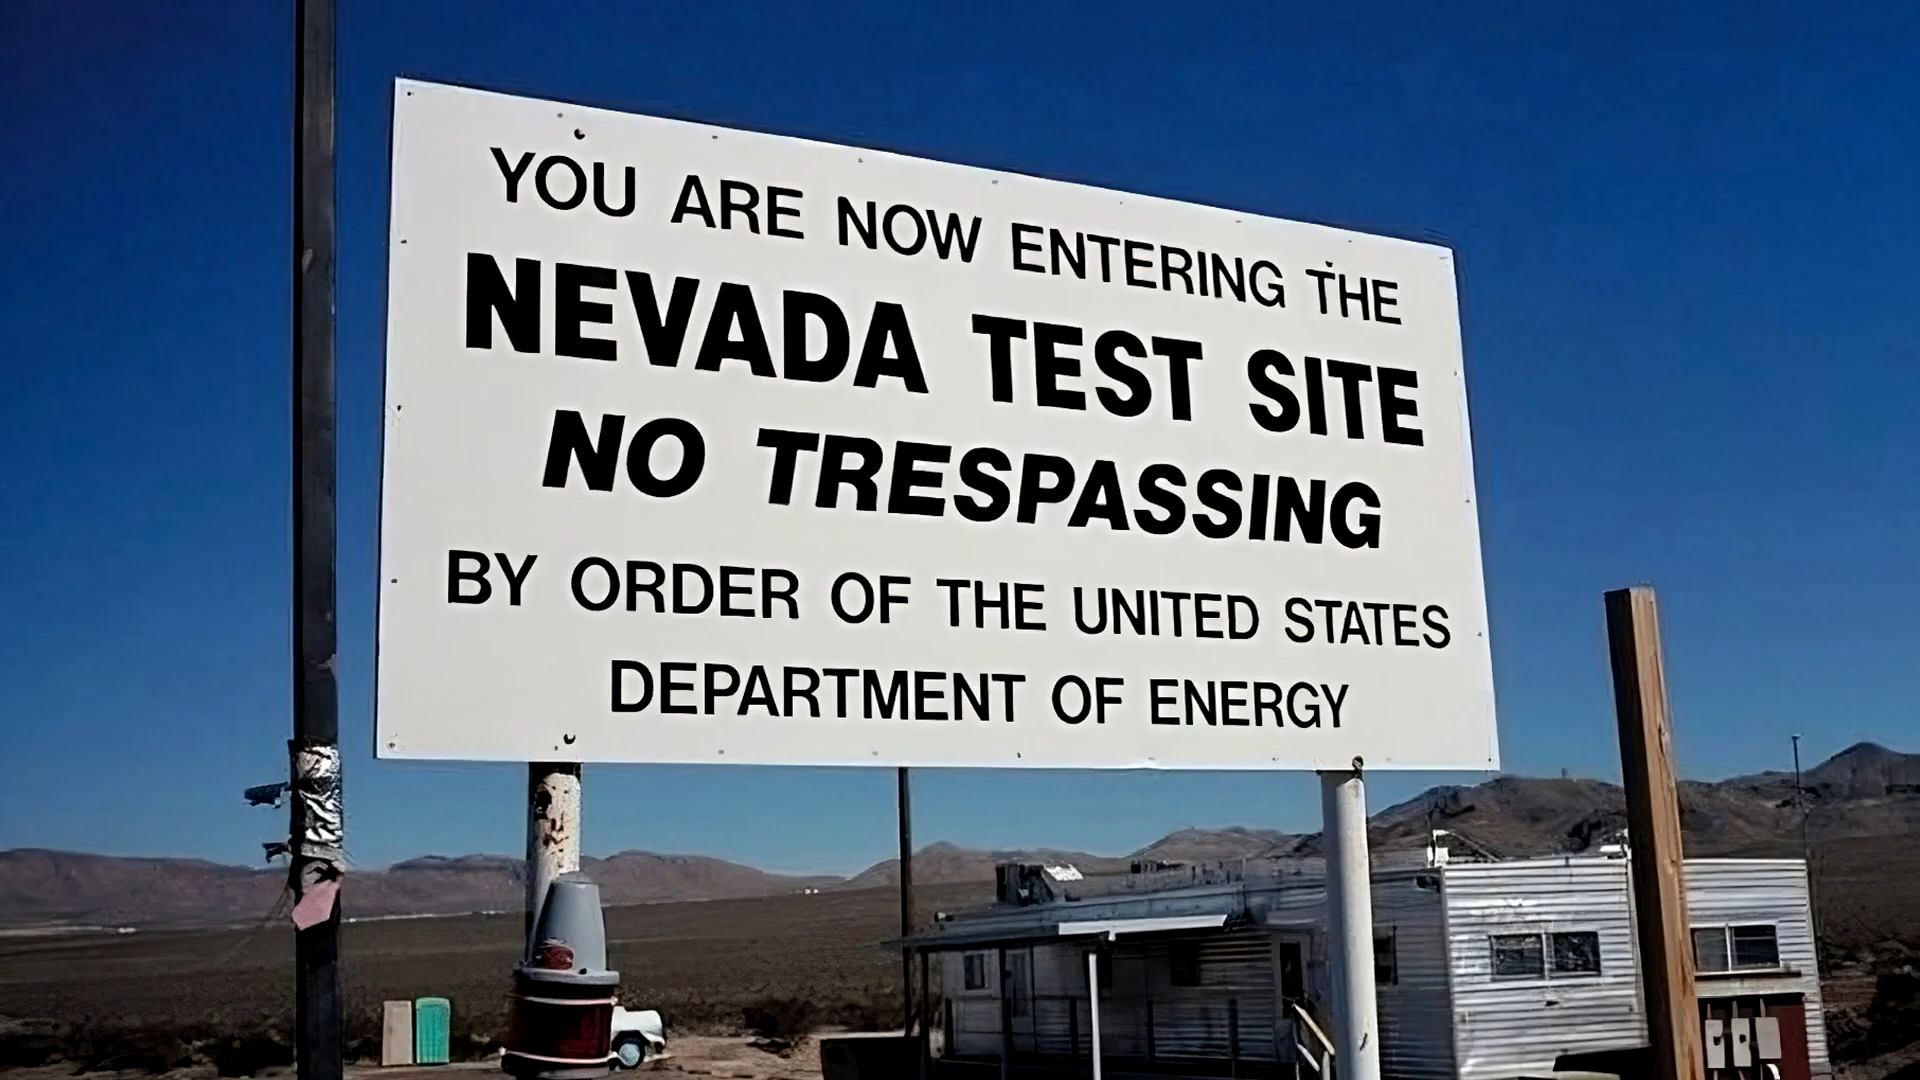 YOU ARE NOW ENTERING THE
NEVADA TEST SITE
NO TRESPASSING
BY ORDER OF THE UNITED STATES
DEPARTMENT OF ENERGY